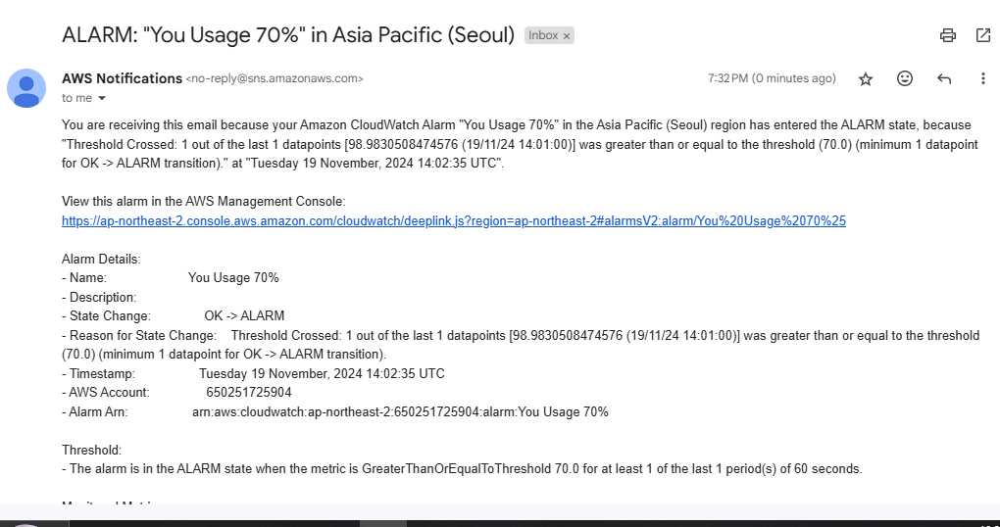 ALARM: "You Usage 70%" in Asia Pacific (Seoul) Inbox ×
AWS Notifications <no-reply@sns.amazonaws.com> 7:32 PM (0 minutes ago)
to me
You are receiving this email because your Amazon CloudWatch Alarm "You Usage 70%" in the Asia Pacific (Seoul) region has entered the ALARM state, because
"Threshold Crossed: 1 out of the last 1 datapoints [98.9830508474576 (19/11/24 14:01:00)] was greater than or equal to the threshold (70.0) (minimum 1 datapoint
for OK -> ALARM transition)." at "Tuesday 19 November, 2024 14:02:35 UTC".
View this alarm in the AWS Management Console:
https://ap-northeast-2.console.aws.amazon.com/cloudwatch/deeplink.js?region=ap-northeast-2#alarmsV2:alarm/You%20Usage%2070%25
Alarm Details:
- Name: You Usage 70%
- Description:
- State Change: OK -> ALARM
- Reason for State Change: Threshold Crossed: 1 out of the last 1 datapoints [98.9830508474576 (19/11/24 14:01:00)] was greater than or equal to the threshold
(70.0) (minimum 1 datapoint for OK -> ALARM transition).
- Timestamp: Tuesday 19 November, 2024 14:02:35 UTC
- AWS Account: 650251725904
- Alarm Arn: arn:aws:cloudwatch:ap-northeast-2:650251725904:alarm:You Usage 70%
Threshold:
- The alarm is in the ALARM state when the metric is GreaterThanOrEqualToThreshold 70.0 for at least 1 of the last 1 period(s) of 60 seconds.